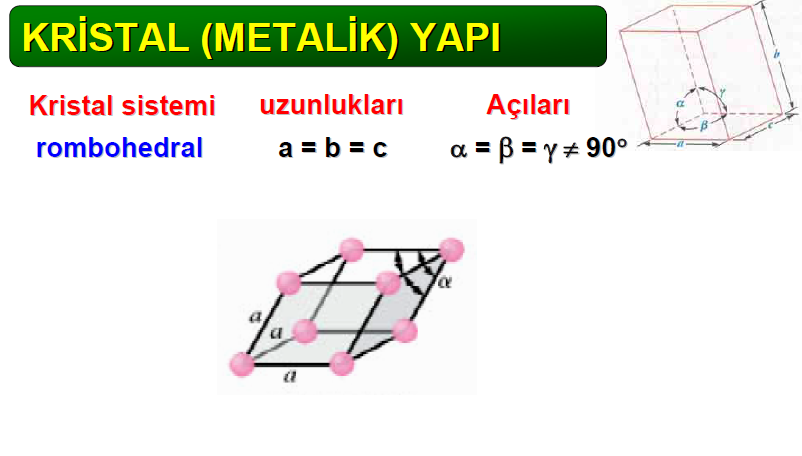 KRİSTAL (METALİK) YAPI
Kristal sistemi uzunlukları Açıları
rombohedral a = b = c α = β = γ ≠ 90°
b
α γ
β
a c
α
a
a
a